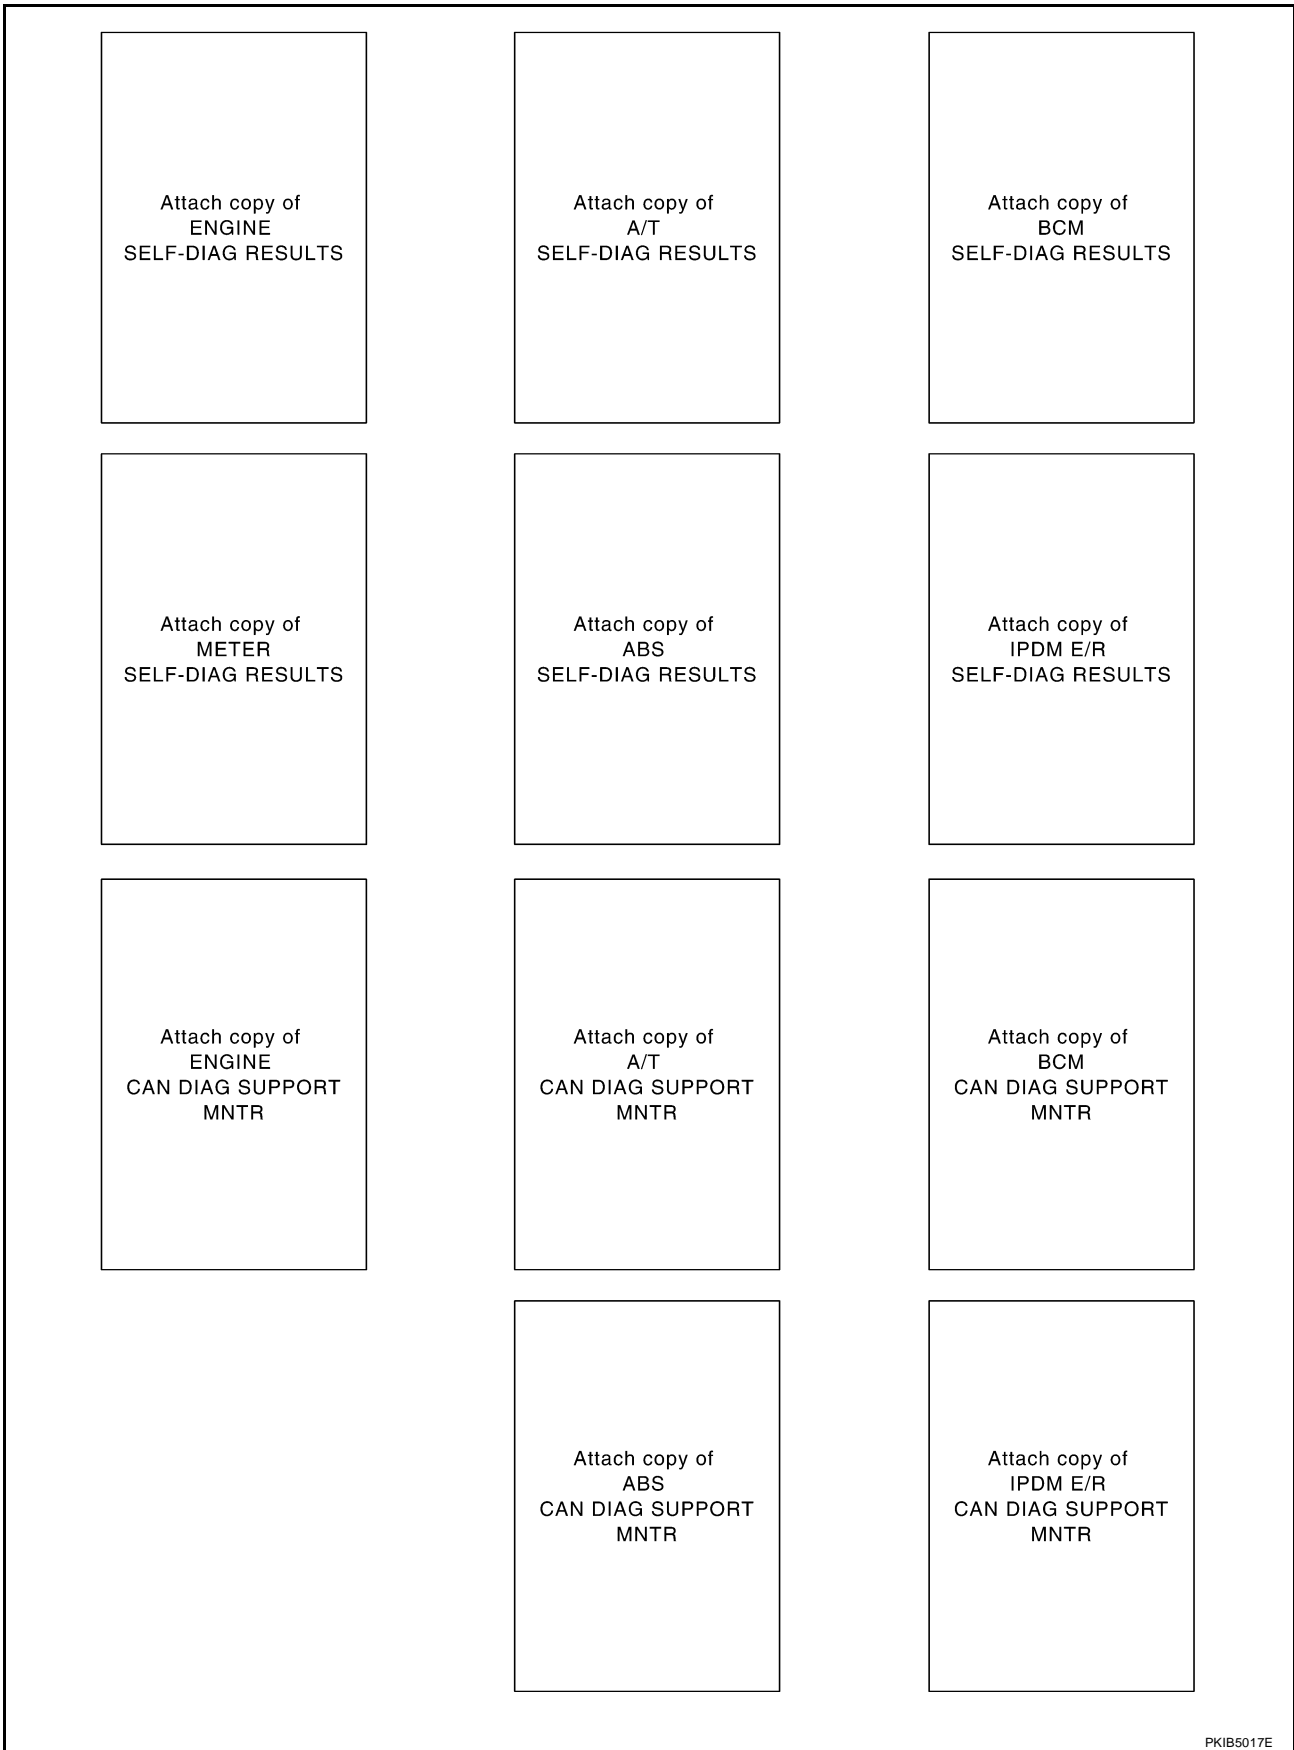 Attach copy of
ENGINE
SELF-DIAG RESULTS
Attach copy of
A/T
SELF-DIAG RESULTS
Attach copy of
BCM
SELF-DIAG RESULTS
Attach copy of
METER
SELF-DIAG RESULTS
Attach copy of
ABS
SELF-DIAG RESULTS
Attach copy of
IPDM E/R
SELF-DIAG RESULTS
Attach copy of
ENGINE
CAN DIAG SUPPORT
MNTR
Attach copy of
A/T
CAN DIAG SUPPORT
MNTR
Attach copy of
BCM
CAN DIAG SUPPORT
MNTR
Attach copy of
ABS
CAN DIAG SUPPORT
MNTR
Attach copy of
IPDM E/R
CAN DIAG SUPPORT
MNTR
PKIB5017E